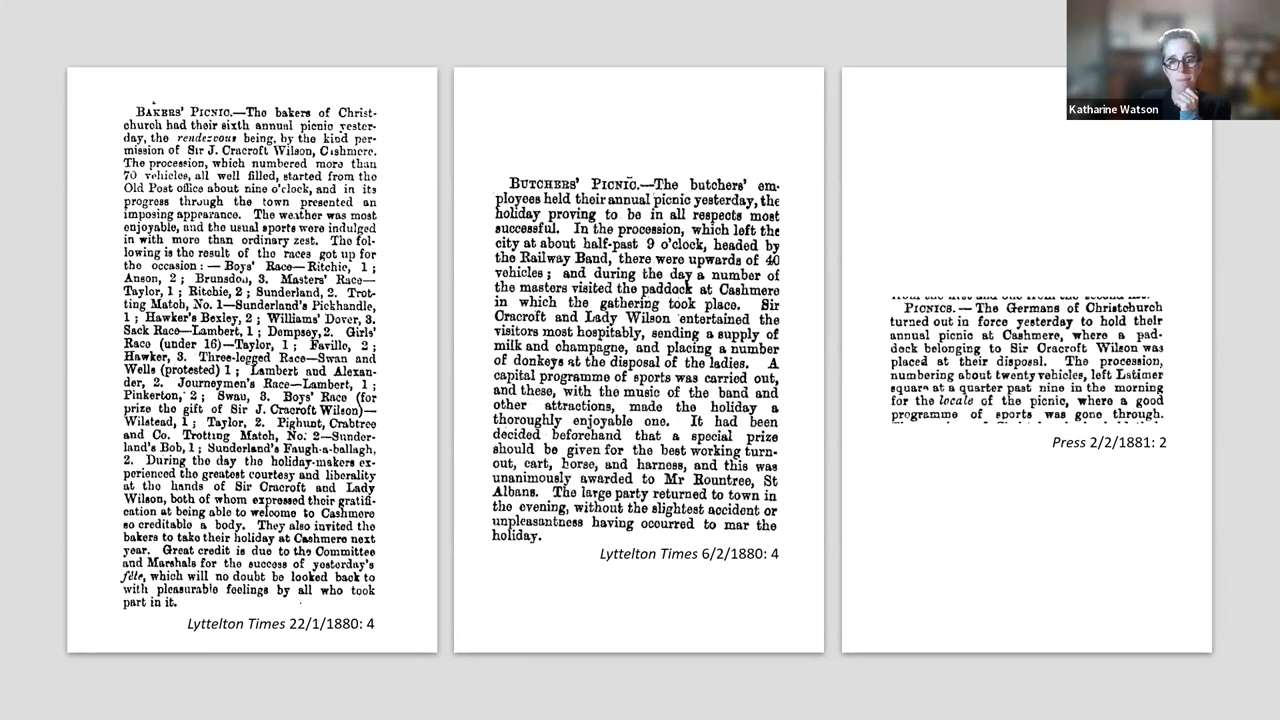 BAKERS' PICNIC.—The bakers of Christ-
church had their sixth annual picnic yester-
day, the rendezvous being, by the kind per-
mission of Sir J. Cracroft Wilson, Cashmere.
The procession, which numbered more than
70 vehicles, all well filled, started from the
Old Post office about nine o'clock, and in its
progress through the town presented an
imposing appearance. The weather was most
enjoyable, and the usual sports were indulged
in with more than ordinary zest. The fol-
lowing is the result of the races got up for
the occasion :— Boys' Race—Ritchie, 1 ;
Anson, 2 ; Brunsdon, 3. Masters' Race—
Taylor, 1 ; Ritchie, 2 ; Sunderland, 2. Trot-
ting Match, No. 1—Sunderland's Pickhandle,
1 ; Hawker's Bexley, 2 ; Williams' Dover, 3.
Sack Race—Lambert, 1 ; Dempsey, 2. Girls'
Race (under 16)—Taylor, 1 ; Faville, 2 ;
Hawker, 3. Three-legged Race—Swan and
Wells (protested) 1 ; Lambert and Alexan-
der, 2. Journeymen's Race—Lambert, 1 ;
Pinkerton, 2 ; Swan, 3. Boys' Race (for
prize the gift of Sir J. Cracroft Wilson)—
Wilstead, 1 ; Taylor, 2. Pighunt, Crabtree
and Co. Trotting Match, No. 2—Sunder-
land's Bob, 1 ; Sunderland's Faugh-a-ballagh,
2. During the day the holiday-makers ex-
perienced the greatest courtesy and liberality
at the hands of Sir Cracroft and Lady
Wilson, both of whom expressed their gratifi-
cation at being able to welcome to Cashmere
so creditable a body. They also invited the
bakers to take their holiday at Cashmere next
year. Great credit is due to the Committee
and Marshals for the success of yesterday's
fête, which will no doubt be looked back to
with pleasurable feelings by all who took
part in it.
Lyttelton Times 22/1/1880: 4
BUTCHERS' PICNIC.—The butchers' em-
ployees held their annual picnic yesterday, the
holiday proving to be in all respects most
successful. In the procession, which left the
city at about half-past 9 o'clock, headed by
the Railway Band, there were upwards of 40
vehicles ; and during the day a number of
the masters visited the paddock at Cashmere
in which the gathering took place. Sir
Cracroft and Lady Wilson entertained the
visitors most hospitably, sending a supply of
milk and champagne, and placing a number
of donkeys at the disposal of the ladies. A
capital programme of sports was carried out,
and these, with the music of the band and
other attractions, made the holiday a
thoroughly enjoyable one. It had been
decided beforehand that a special prize
should be given for the best working turn-
out, cart, horse, and harness, and this was
unanimously awarded to Mr Rountree, St
Albans. The large party returned to town in
the evening, without the slightest accident or
unpleasantness having occurred to mar the
holiday.
Lyttelton Times 6/2/1880: 4
PICNICS.—The Germans of Christchurch
turned out in force yesterday to hold their
annual picnic at Cashmere, where a pad-
dock belonging to Sir Cracroft Wilson was
placed at their disposal. The procession,
numbering about twenty vehicles, left Latimer
square at a quarter past nine in the morning
for the locale of the picnic, where a good
programme of sports was gone through.
Press 2/2/1881: 2
Katharine Watson